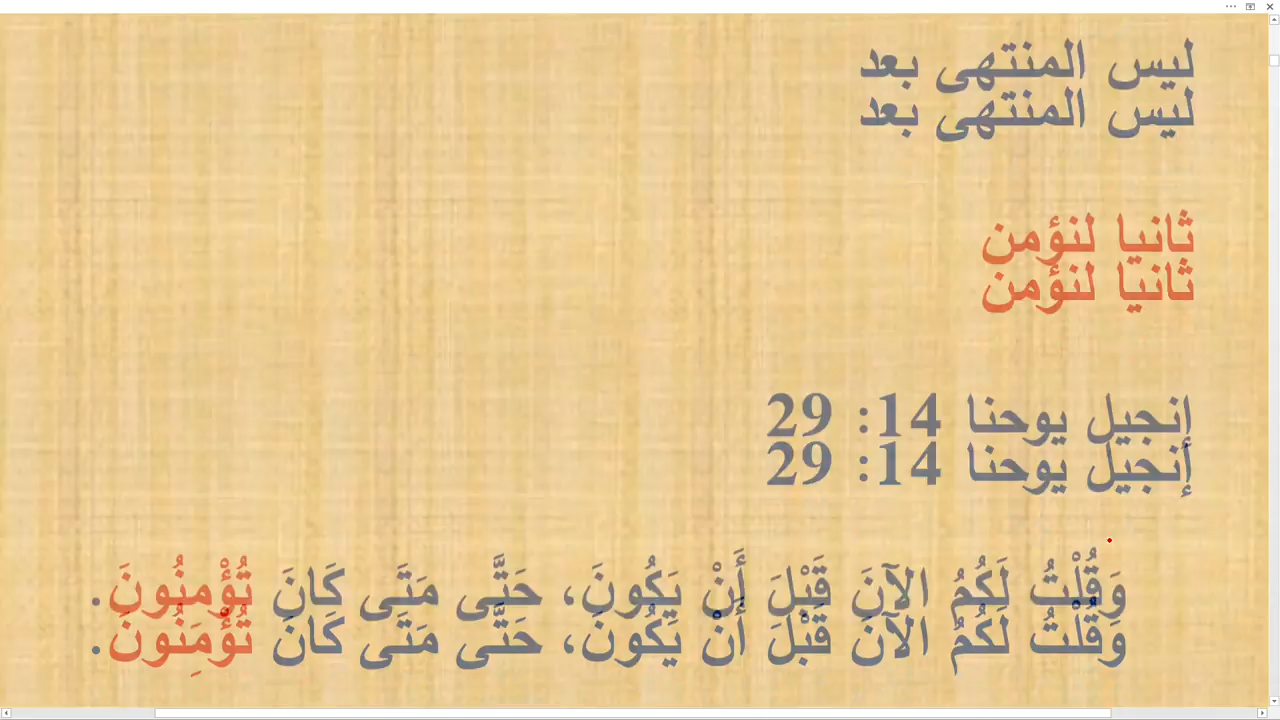 ليس المنتهى بعد
ليس المنتهى بعد
ثانيا لنؤمن
ثانيا لنؤمن
إنجيل يوحنا 14: 29
إنجيل يوحنا 14: 29
وَقُلْتُ لَكُمُ الآنَ قَبْلَ أَنْ يَكُونَ، حَتَّى مَتَى كَانَ تُؤْمِنُونَ.
وَقُلْتُ لَكُمُ الآنَ قَبْلَ أَنْ يَكُونَ، حَتَّى مَتَى كَانَ تُؤْمِنُونَ.